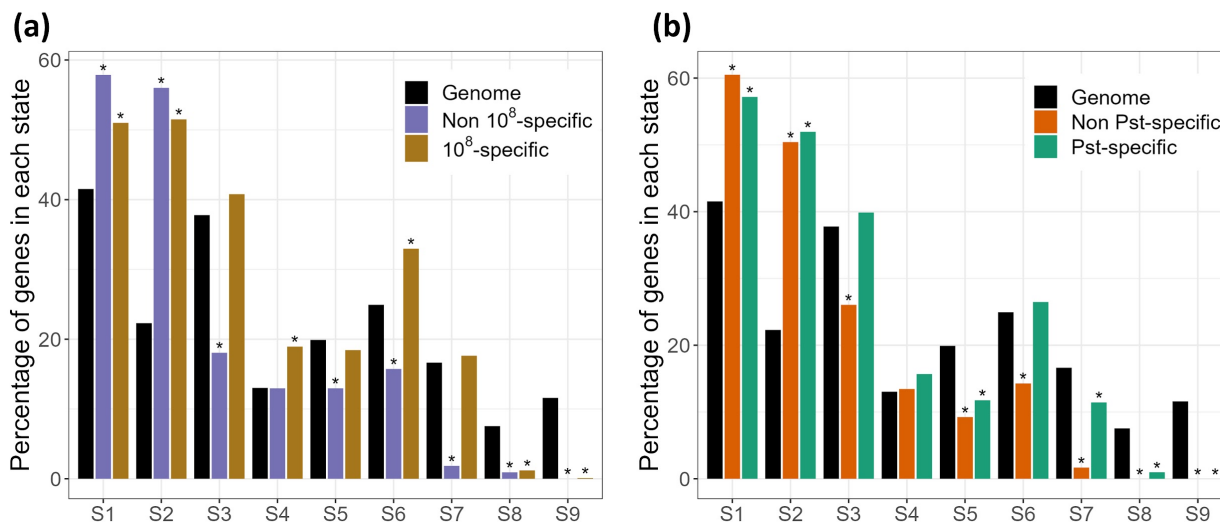 (a)
Percentage of genes in each state
60
40
20
0
* * * * * * * * * * * * * *
Genome
Non 10⁸-specific
10⁸-specific
S1 S2 S3 S4 S5 S6 S7 S8 S9
(b)
Percentage of genes in each state
60
40
20
0
* * * * * * * * * * * * * *
Genome
Non Pst-specific
Pst-specific
S1 S2 S3 S4 S5 S6 S7 S8 S9